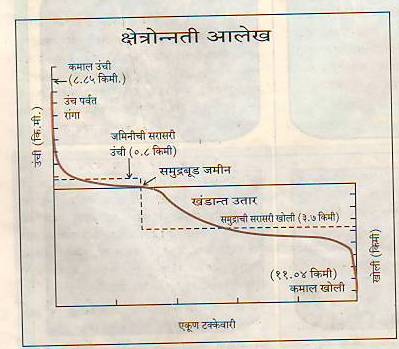 क्षेत्रोन्नती आलेख
कमाल उंची
(८.८५ किमी.)
उंच पर्वत
रांगा
उंची (कि.मी.)
जमिनीची सरासरी
उंची (०.८ किमी)
समुद्रबूड जमीन
खंडान्त उतार
समुद्राची सरासरी खोली (३.७ किमी)
(११.०४ किमी)
कमाल खोली
खोली (किमी)
एकूण टक्केवारी